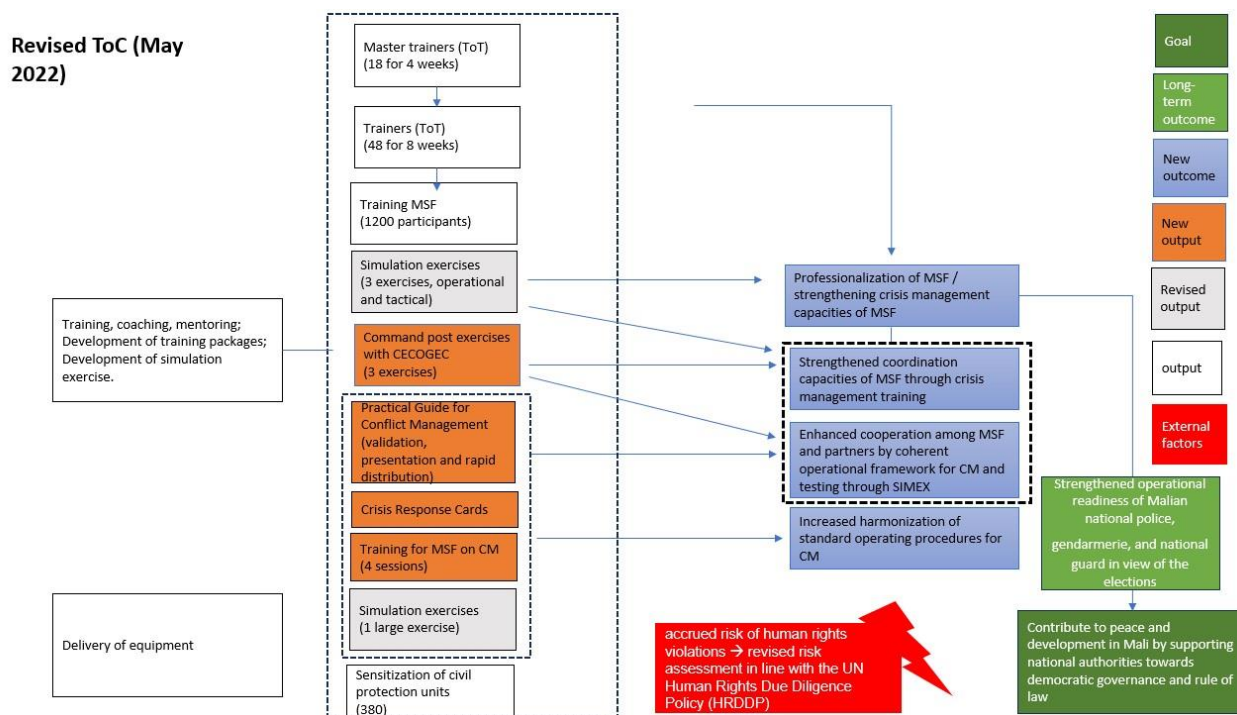 Revised ToC (May
2022)
Master trainers (ToT)
(18 for 4 weeks)
Trainers (ToT)
(48 for 8 weeks)
Training MSF
(1200 participants)
Simulation exercises
(3 exercises, operational
and tactical)
Command post exercises
with CECOGEC
(3 exercises)
Practical Guide for
Conflict Management
(validation,
presentation and rapid
distribution)
Crisis Response Cards
Training for MSF on CM
(4 sessions)
Simulation exercises
(1 large exercise)
Sensitization of civil
protection units
(380)
Training, coaching, mentoring;
Development of training packages;
Development of simulation
exercise.
Delivery of equipment
Professionalization of MSF /
strengthening crisis management
capacities of MSF
Strengthened coordination
capacities of MSF through crisis
management training
Enhanced cooperation among MSF
and partners by coherent
operational framework for CM and
testing through SIMEX
Increased harmonization of
standard operating procedures for
CM
accrued risk of human rights
violations → revised risk
assessment in line with the UN
Human Rights Due Diligence
Policy (HRDDP)
Goal
Long-
term
outcome
New
outcome
New
output
Revised
output
output
External
factors
Strengthened operational
readiness of Malian
national police,
gendarmerie, and national
guard in view of the
elections
Contribute to peace and
development in Mali by supporting
national authorities towards
democratic governance and rule of
law